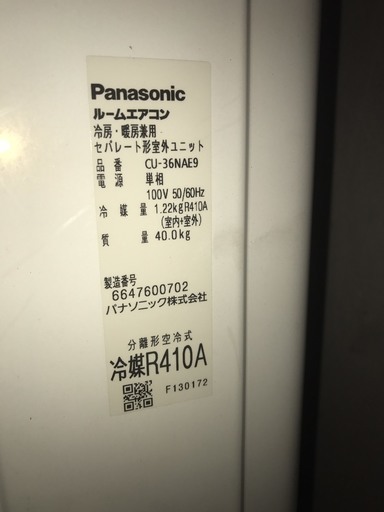 Panasonic
ルームエアコン
冷房・暖房兼用
セパレート形室外ユニット
品番 CU-36NAE9
電源 単相
100V 50/60Hz
冷媒量 1.22kg R410A
(室内+室外)
質量 40.0kg
製造番号
6647600702
パナソニック株式会社
分離形空冷式
冷媒R410A
F130172